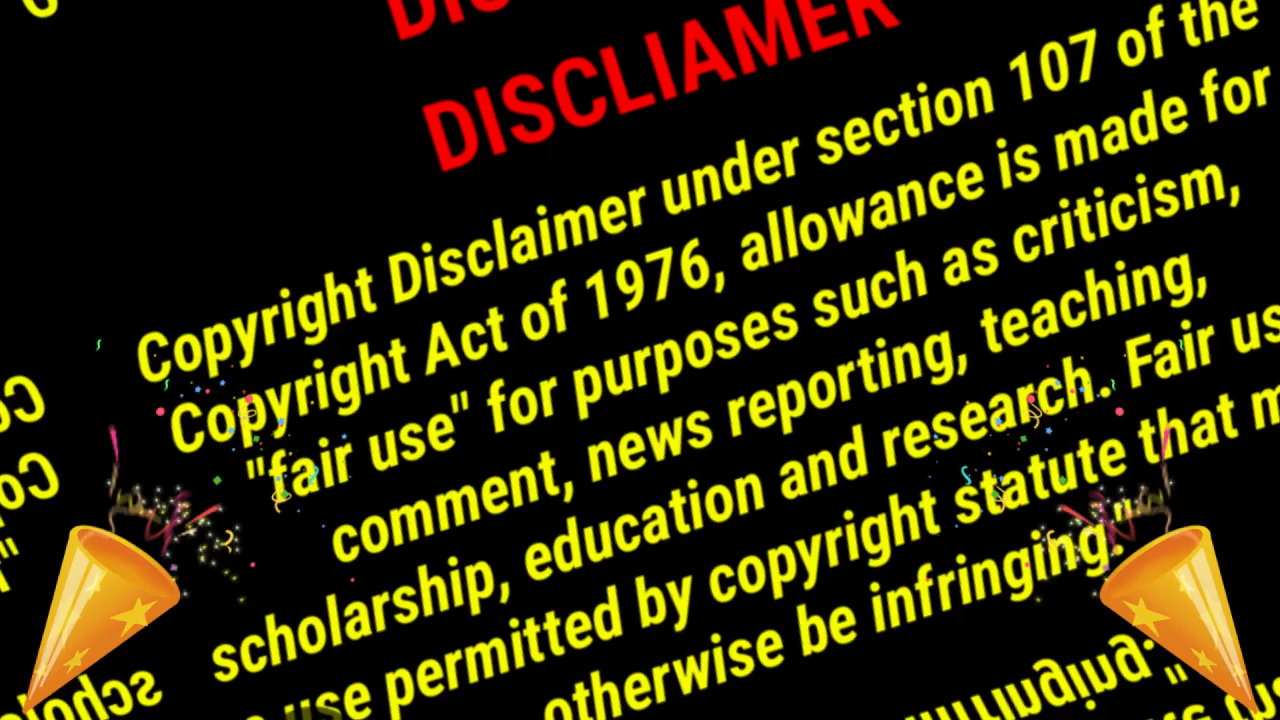 DISCLIAMER
Copyright Disclaimer under section 107 of the
Copyright Act of 1976, allowance is made for
"fair use" for purposes such as criticism,
comment, news reporting, teaching,
scholarship, education and research. Fair us
use permitted by copyright statute that m
otherwise be infringing."